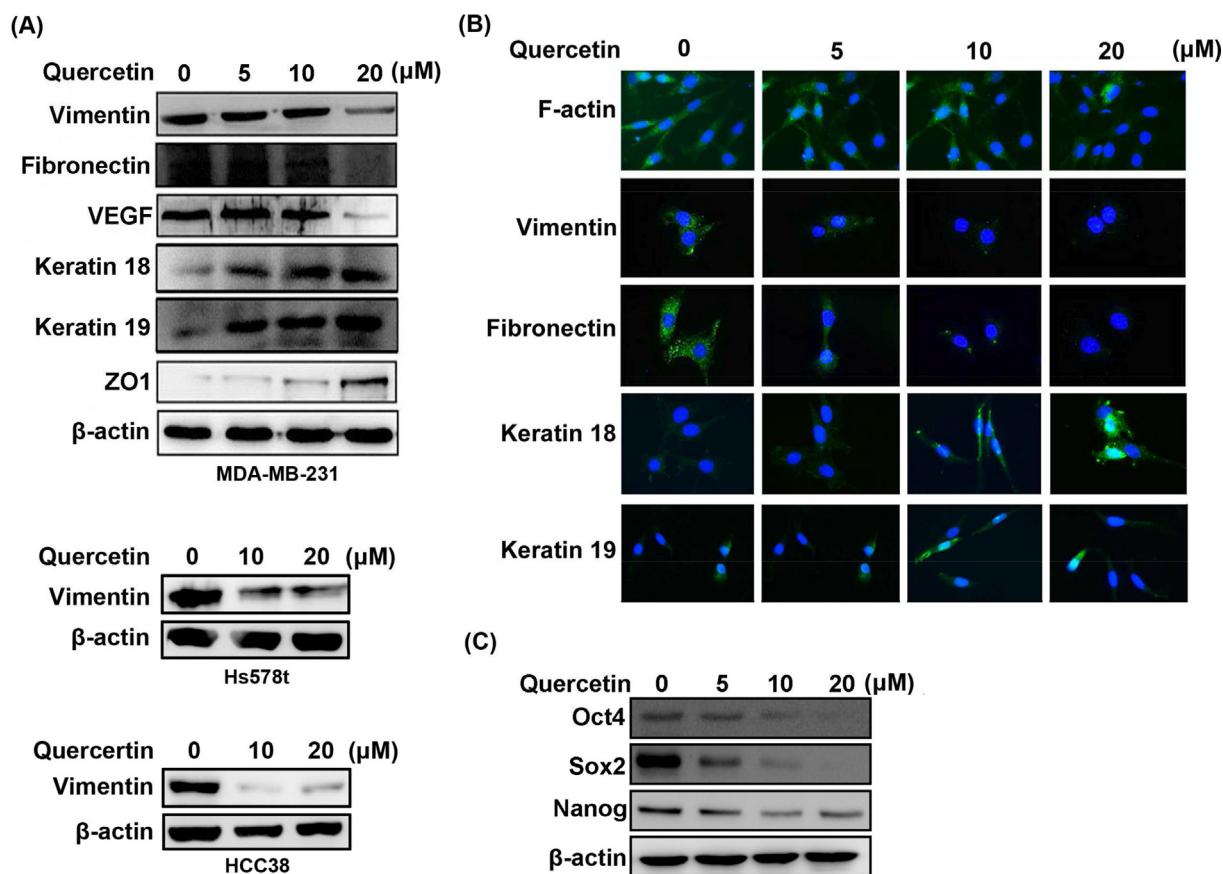 (A)
Quercetin 0 5 10 20 (μM)
Vimentin
Fibronectin
VEGF
Keratin 18
Keratin 19
ZO1
β-actin
MDA-MB-231
Quercetin 0 10 20 (μM)
Vimentin
β-actin
Hs578t
Quercertin 0 10 20 (μM)
Vimentin
β-actin
HCC38
(B)
Quercetin 0 5 10 20 (μM)
F-actin
Vimentin
Fibronectin
Keratin 18
Keratin 19
(C)
Quercetin 0 5 10 20 (μM)
Oct4
Sox2
Nanog
β-actin